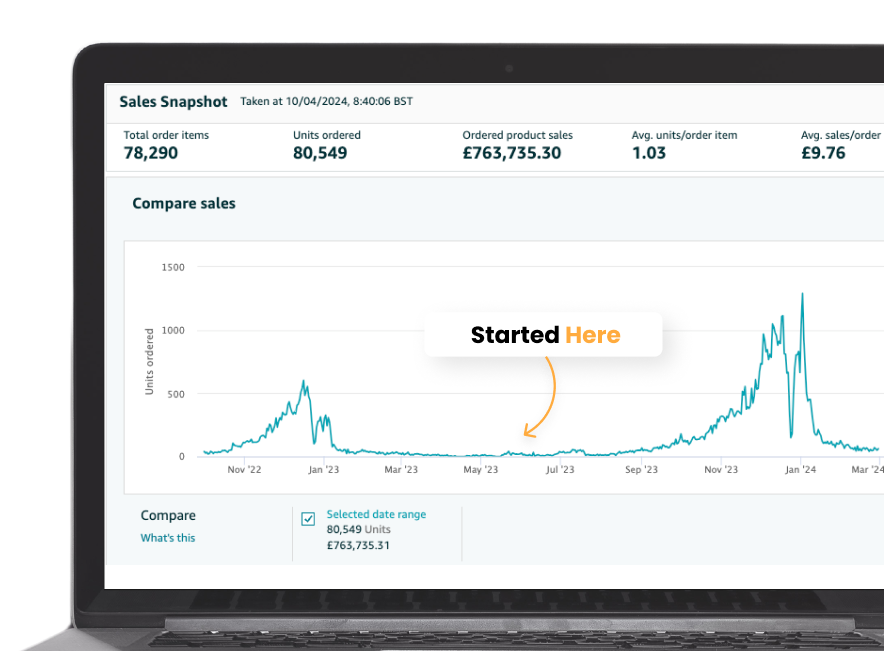 Sales Snapshot Taken at 10/04/2024, 8:40:06 BST
Total order items Units ordered Ordered product sales Avg. units/order item Avg. sales/order
78,290 80,549 £763,735.30 1.03 £9.76
Compare sales
1500
1000
500
0
Units ordered
Started Here
Nov '22 Jan '23 Mar '23 May '23 Jul '23 Sep '23 Nov '23 Jan '24 Mar '24
Compare
What's this
Selected date range
80,549 Units
£763,735.31